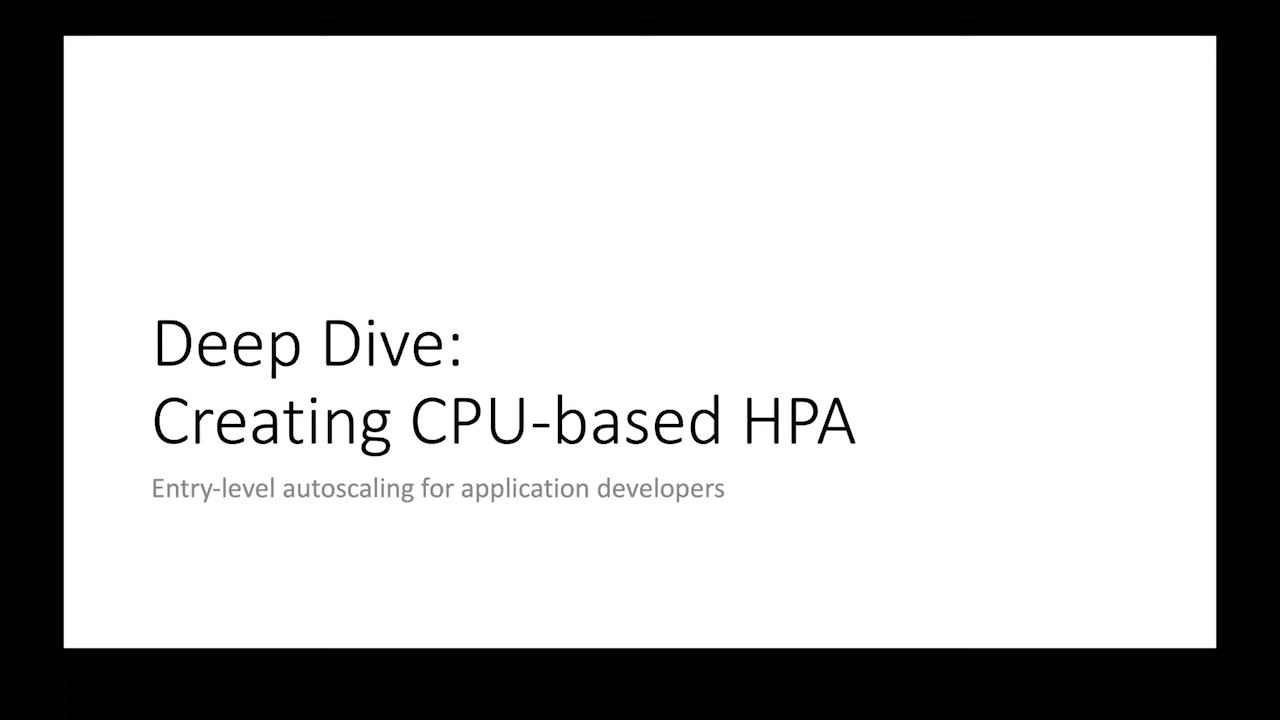 Deep Dive:
Creating CPU-based HPA
Entry-level autoscaling for application developers